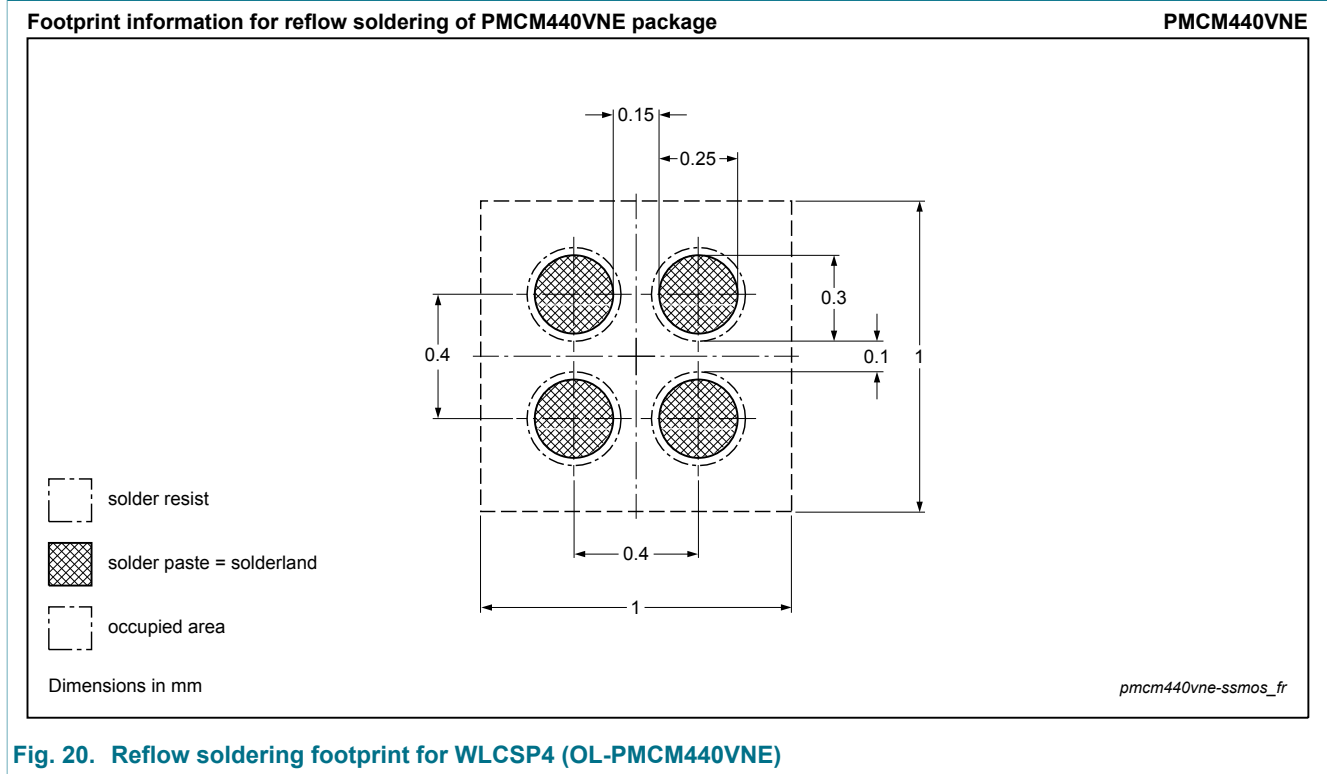 Footprint information for reflow soldering of PMCM440VNE package PMCM440VNE
0.15
0.25
0.3
0.4
0.1
1
0.4
1
solder resist
solder paste = solderland
occupied area
Dimensions in mm
pmcm440vne-ssmos_fr
Fig. 20. Reflow soldering footprint for WLCSP4 (OL-PMCM440VNE)